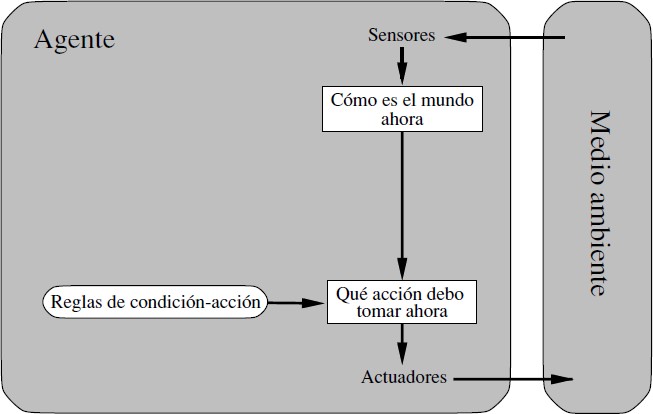 Agente
Sensores
Cómo es el mundo
ahora
Medio ambiente
Reglas de condición-acción
Qué acción debo
tomar ahora
Actuadores